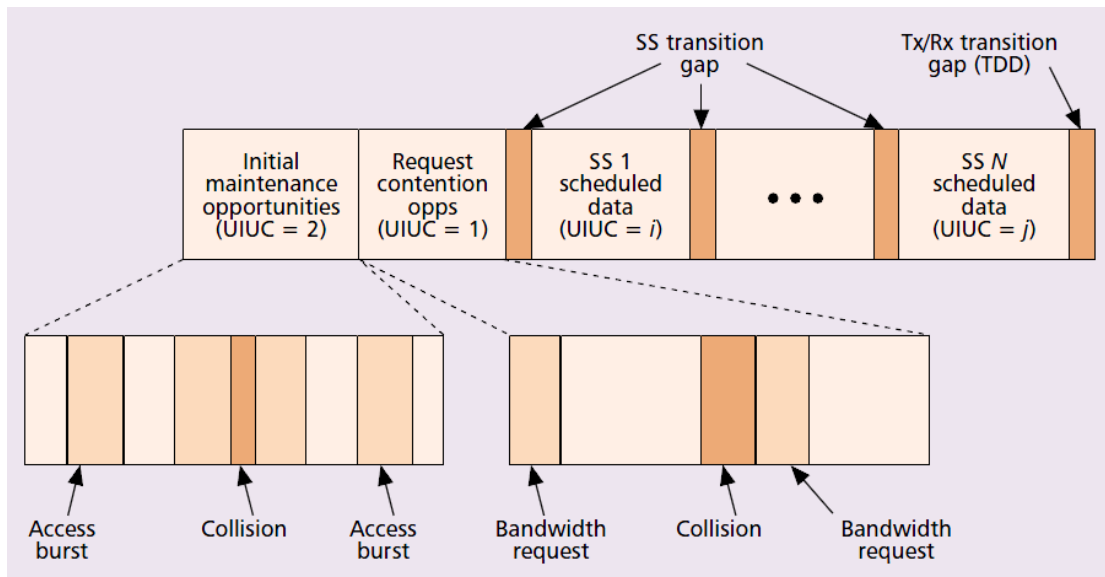 SS transition
gap
Tx/Rx transition
gap (TDD)
Initial
maintenance
opportunities
(UIUC = 2)
Request
contention
opps
(UIUC = 1)
SS 1
scheduled
data
(UIUC = i)
• • •
SS N
scheduled
data
(UIUC = j)
Access
burst
Collision
Access
burst
Bandwidth
request
Collision
Bandwidth
request